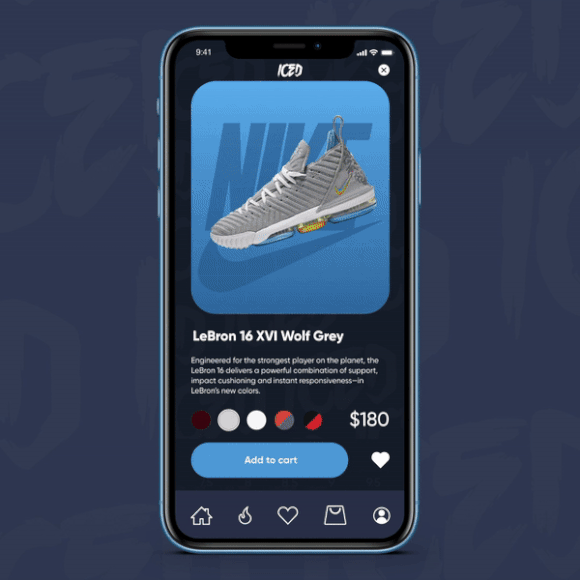 9:41
ICED
NIKE
LeBron 16 XVI Wolf Grey
Engineered for the strongest player on the planet, the
LeBron 16 delivers a powerful combination of support,
impact cushioning and instant responsiveness—in
LeBron's new colors.
$180
Add to cart